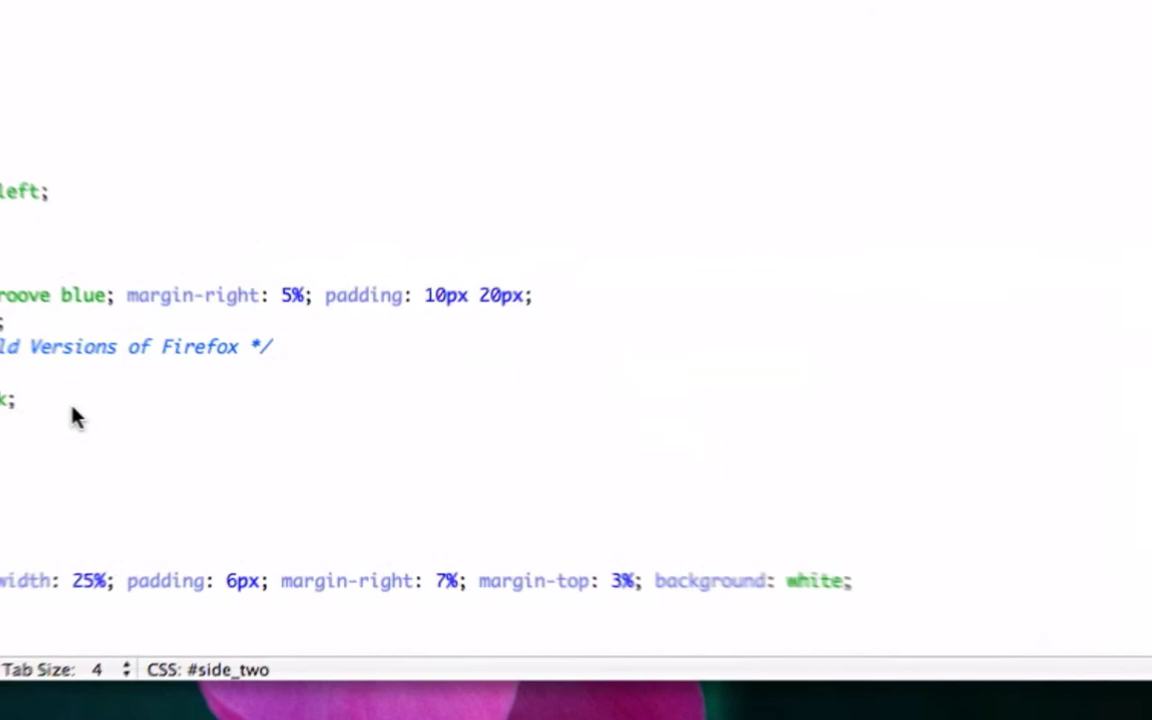 left;
roove blue; margin-right: 5%; padding: 10px 20px;
;
ld Versions of Firefox */
k;
width: 25%; padding: 6px; margin-right: 7%; margin-top: 3%; background: white;
Tab Size: 4 CSS: #side_two